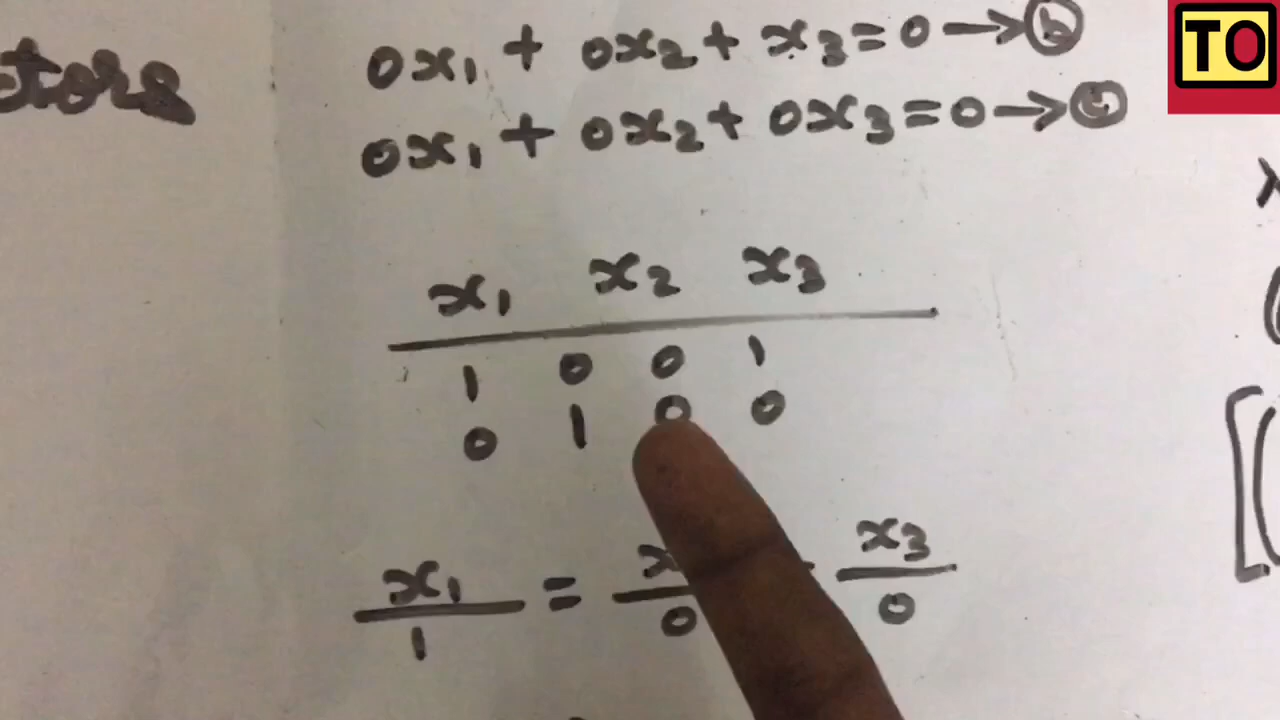 TO
0x₁ + 0x₂ + x₃ = 0 → (b)
0x₁ + 0x₂ + 0x₃ = 0 → (c)
x₁ x₂ x₃
1 0 0 1
0 1 0 0
x₁/1 = x/0 x₃/0